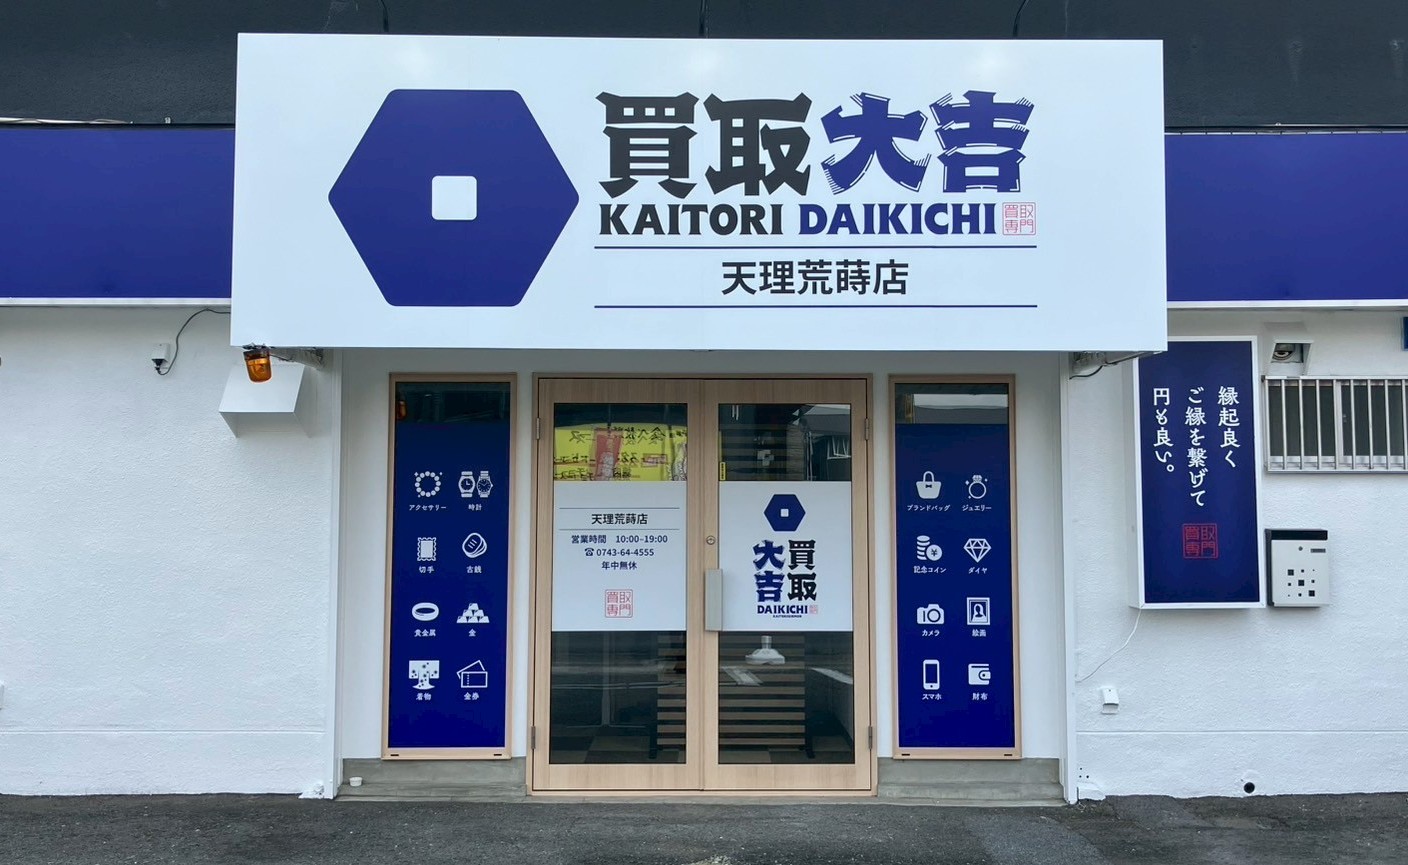 買取大吉
KAITORI DAIKICHI
買取
専門
天理荒蒔店
縁起良く
ご縁を繋げて
円も良い。
買取
専門
アクセサリー 時計
切手 古銭
貴金属 金
着物 金券
天理荒蒔店
営業時間 10:00-19:00
☎0743-64-4555
年中無休
買取
専門
買取
大吉
DAIKICHI
ブランドバッグ ジュエリー
記念コイン ダイヤ
カメラ 絵画
スマホ 財布